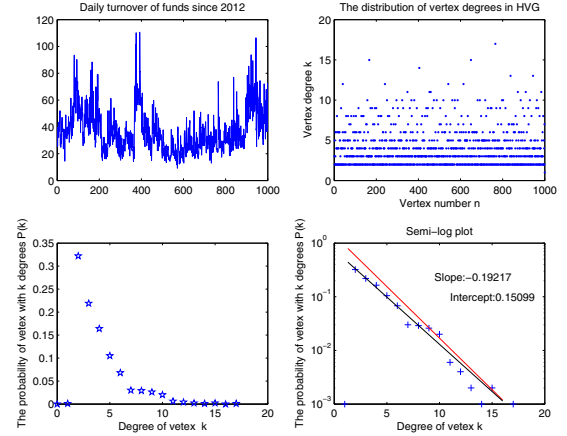 Daily turnover of funds since 2012
120
100
80
60
40
20
0
0 200 400 600 800 1000
The distribution of vertex degrees in HVG
Vertex degree k
20
15
10
5
0
0 200 400 600 800 1000
Vertex number n
The probability of vetex with k degrees P(k)
0.35
0.3
0.25
0.2
0.15
0.1
0.05
0
0 5 10 15 20
Degree of vetex k
Semi-log plot
The probability of vetex with k degrees P(k)
10^0
10^-1
10^-2
10^-3
Slope:-0.19217
Intercept:0.15099
0 5 10 15 20
Degree of vetex k